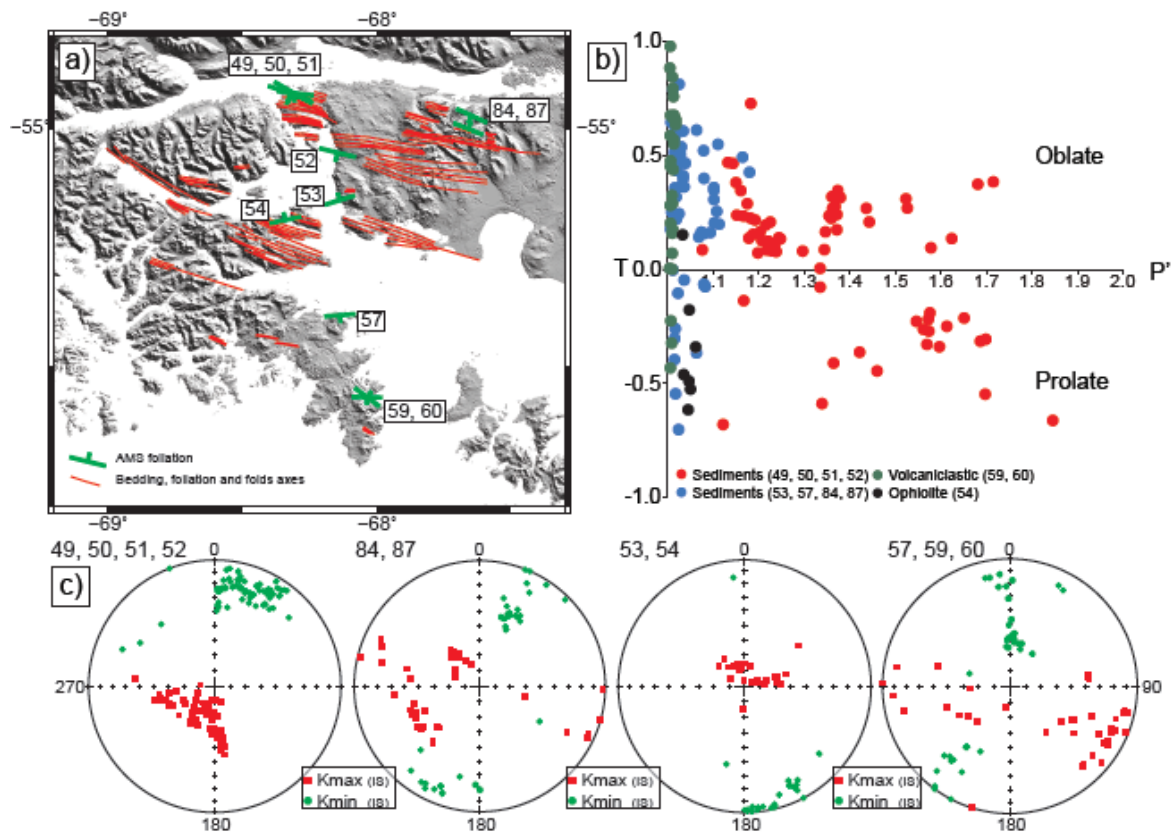 −69°
−68°
a)
49, 50, 51
84, 87
−55°
−55°
52
53
54
57
59, 60
AMS foliation
Bedding, foliation and folds axes
−69°
−68°
b)
1.0
0.5
T 0.0
-0.5
-1.0
1.1 1.2 1.3 1.4 1.5 1.6 1.7 1.8 1.9 2.0
P'
Oblate
Prolate
Sediments (49, 50, 51, 52)
Volcaniclastic (59, 60)
Sediments (53, 57, 84, 87)
Ophiolite (54)
c)
49, 50, 51, 52
0
84, 87
0
53, 54
0
57, 59, 60
0
270
90
Kmax (IS)
Kmin (IS)
Kmax (IS)
Kmin (IS)
Kmax (IS)
Kmin (IS)
180
180
180
180